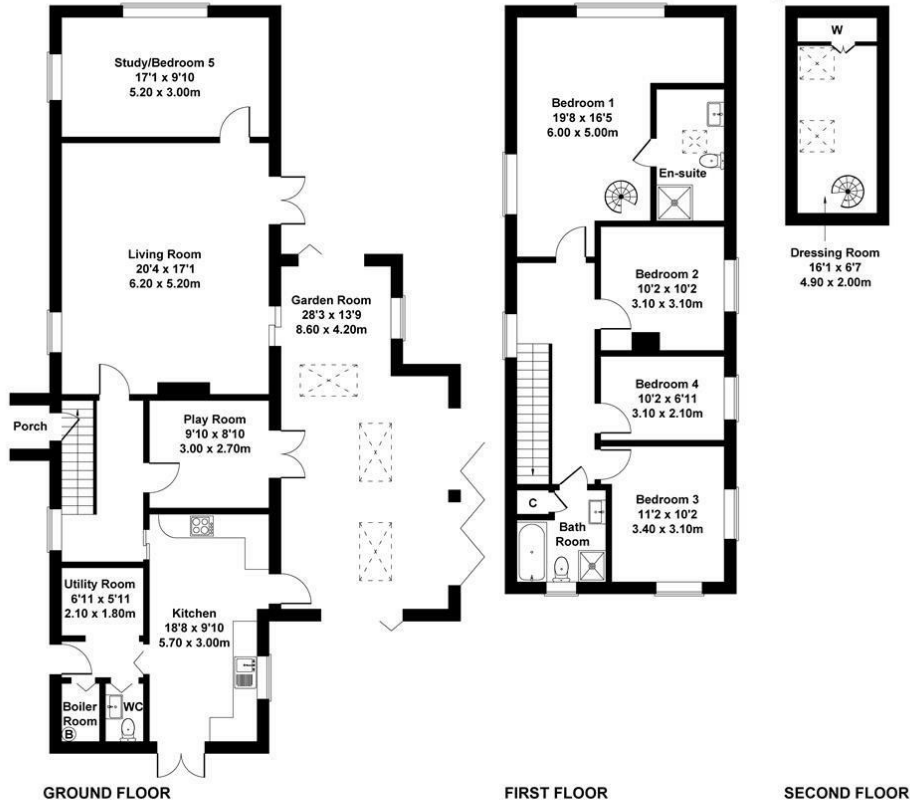 Study/Bedroom 5
17'1 x 9'10
5.20 x 3.00m
Living Room
20'4 x 17'1
6.20 x 5.20m
Garden Room
28'3 x 13'9
8.60 x 4.20m
Porch
Play Room
9'10 x 8'10
3.00 x 2.70m
Utility Room
6'11 x 5'11
2.10 x 1.80m
Kitchen
18'8 x 9'10
5.70 x 3.00m
Boiler
Room
B
WC
GROUND FLOOR
Bedroom 1
19'8 x 16'5
6.00 x 5.00m
En-suite
Bedroom 2
10'2 x 10'2
3.10 x 3.10m
Bedroom 4
10'2 x 6'11
3.10 x 2.10m
Bedroom 3
11'2 x 10'2
3.40 x 3.10m
C
Bath
Room
FIRST FLOOR
W
Dressing Room
16'1 x 6'7
4.90 x 2.00m
SECOND FLOOR